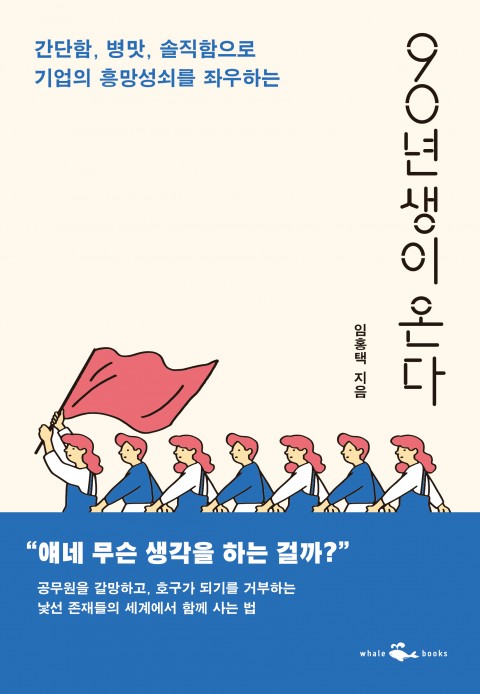 간단함, 병맛, 솔직함으로
기업의 흥망성쇠를 좌우하는
90년생이 온다
임홍택 지음
“얘네 무슨 생각을 하는 걸까?”
공무원을 갈망하고, 호구가 되기를 거부하는
낯선 존재들의 세계에서 함께 사는 법
whale books